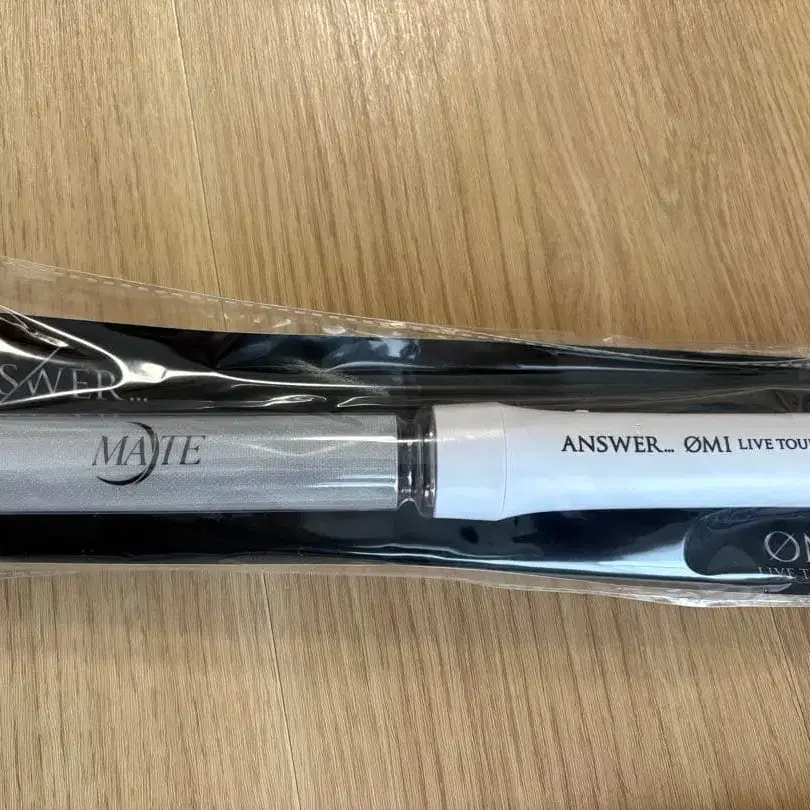 SWER...
MATE
ANSWER... ØMI LIVE TOUR
ØM
LIVE T